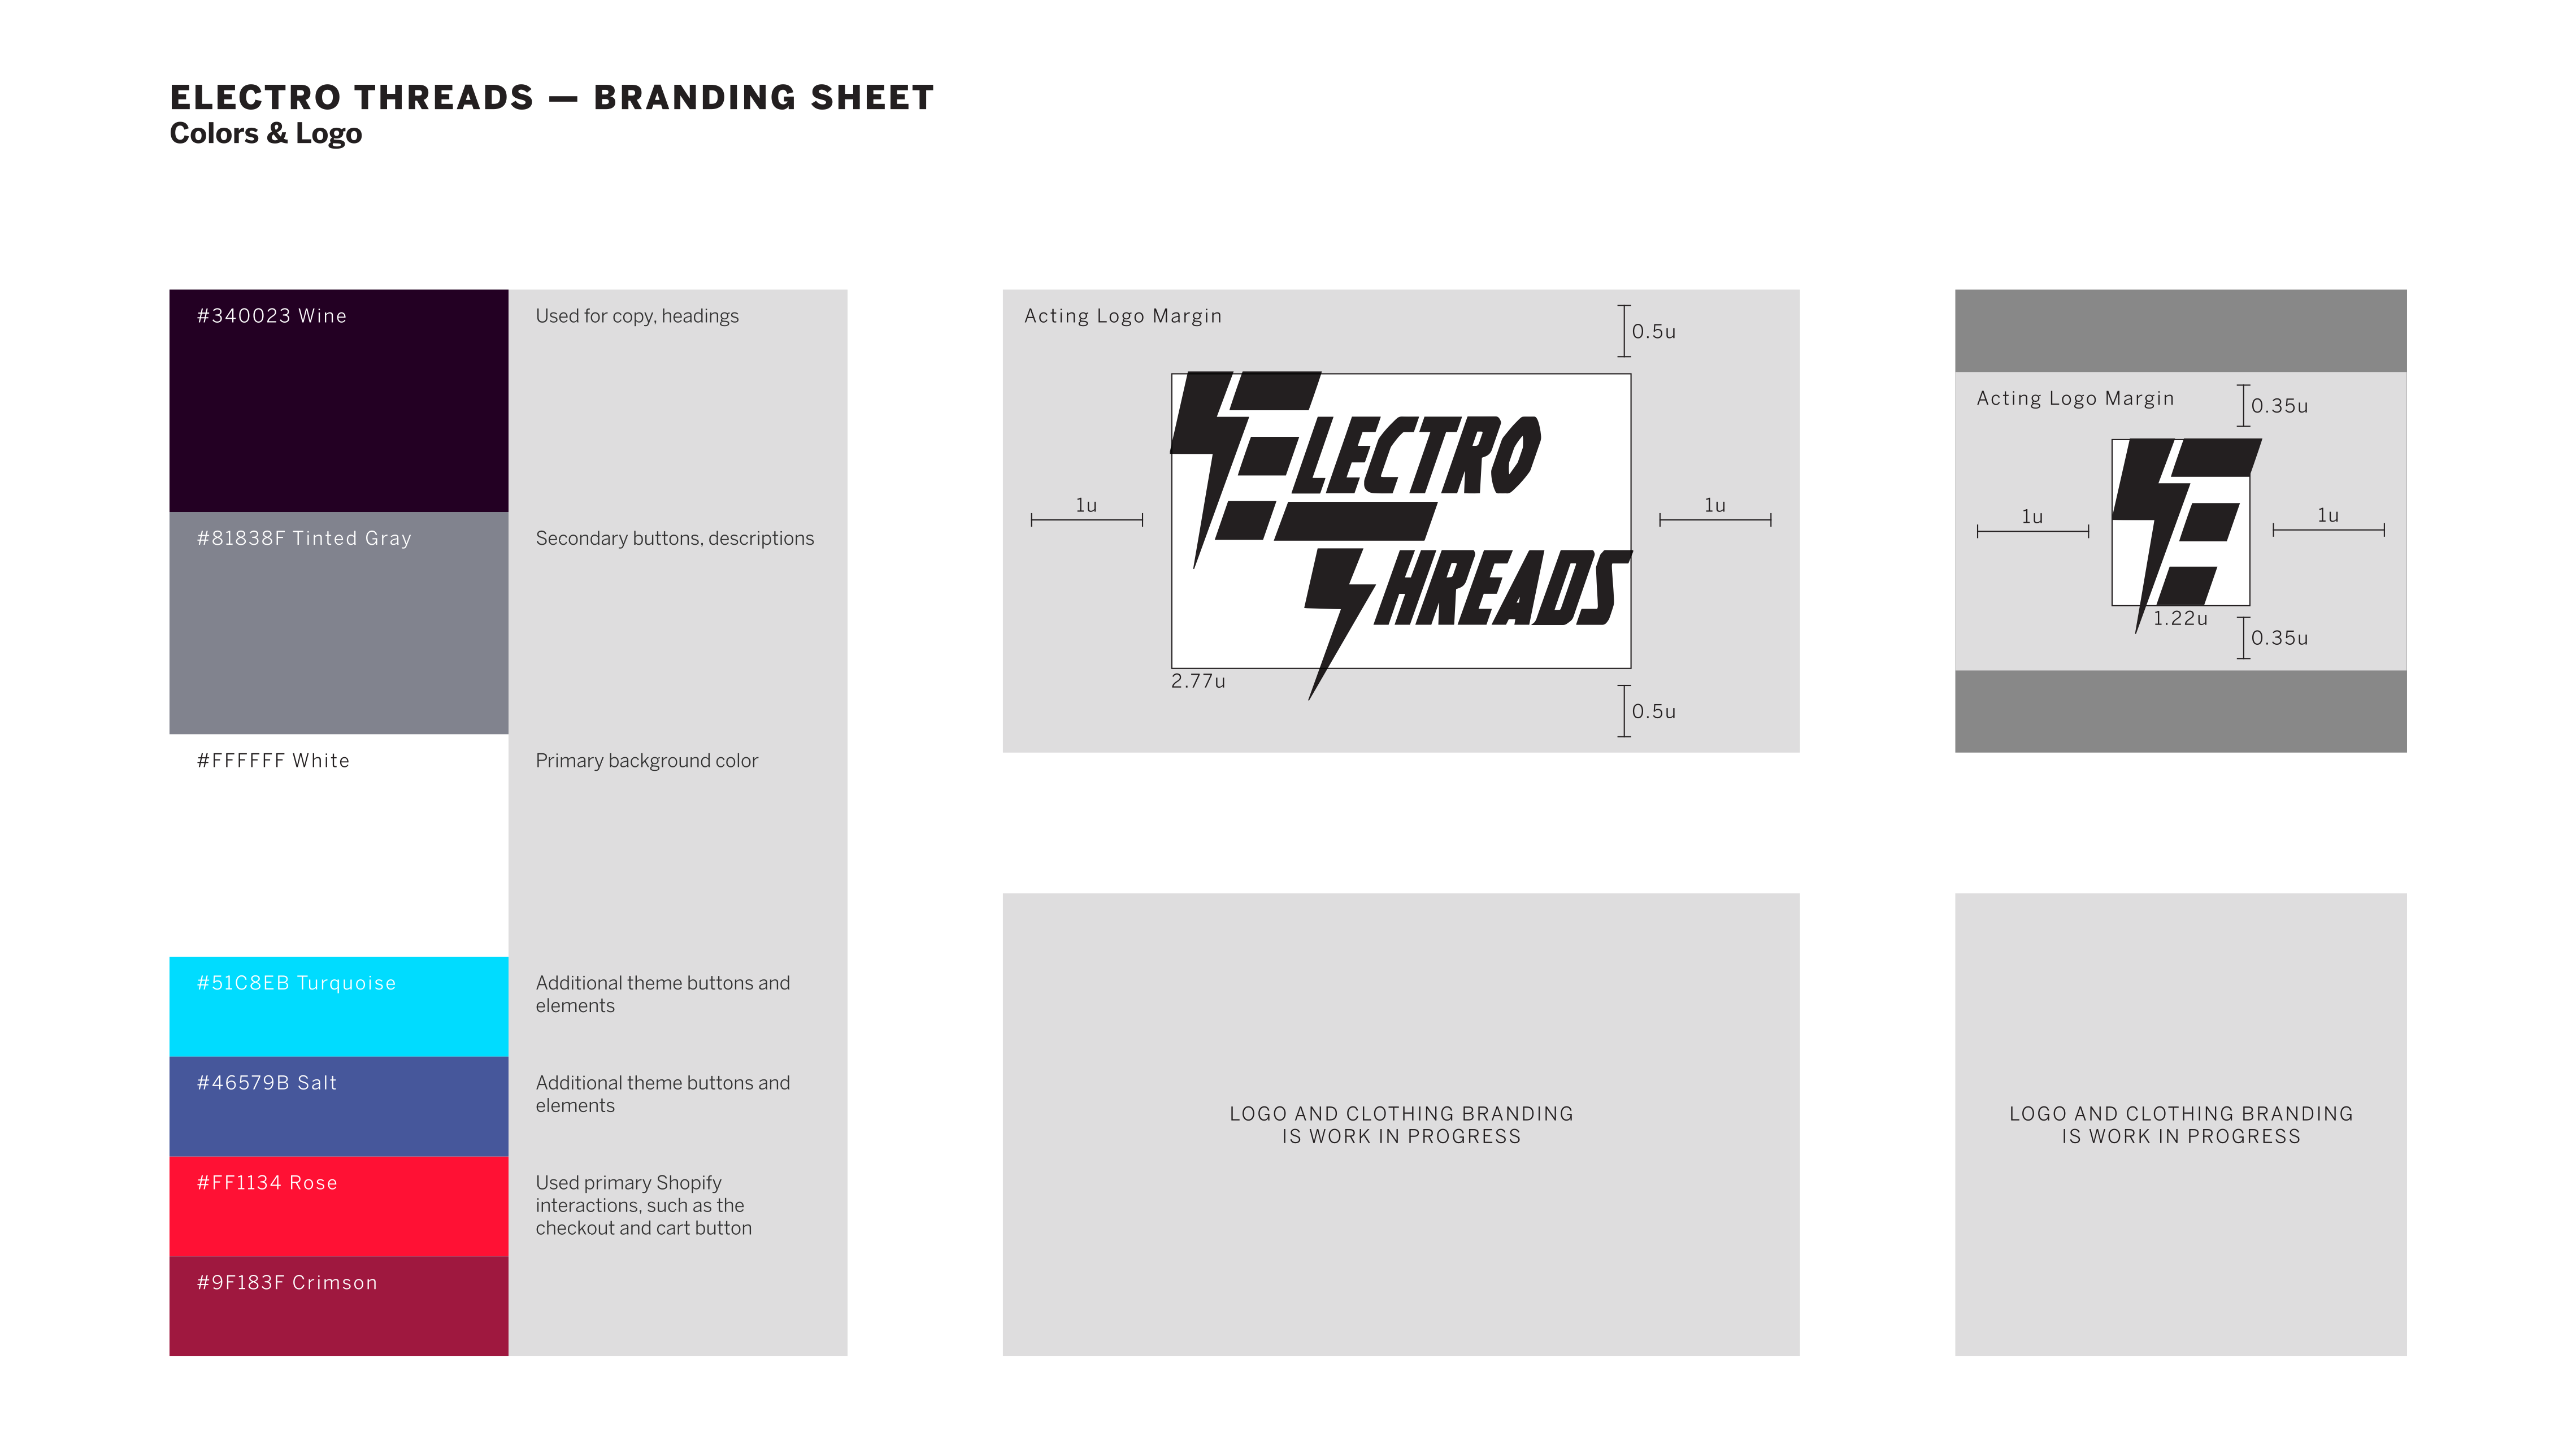 ELECTRO THREADS — BRANDING SHEET
Colors & Logo
#340023 Wine
Used for copy, headings
#81838F Tinted Gray
Secondary buttons, descriptions
#FFFFFF White
Primary background color
#51C8EB Turquoise
Additional theme buttons and
elements
#46579B Salt
Additional theme buttons and
elements
#FF1134 Rose
Used primary Shopify
interactions, such as the
checkout and cart button
#9F183F Crimson
Acting Logo Margin
0.5u
ELECTRO
THREADS
1u
1u
2.77u
0.5u
Acting Logo Margin
0.35u
E
1u
1u
1.22u
0.35u
LOGO AND CLOTHING BRANDING
IS WORK IN PROGRESS
LOGO AND CLOTHING BRANDING
IS WORK IN PROGRESS